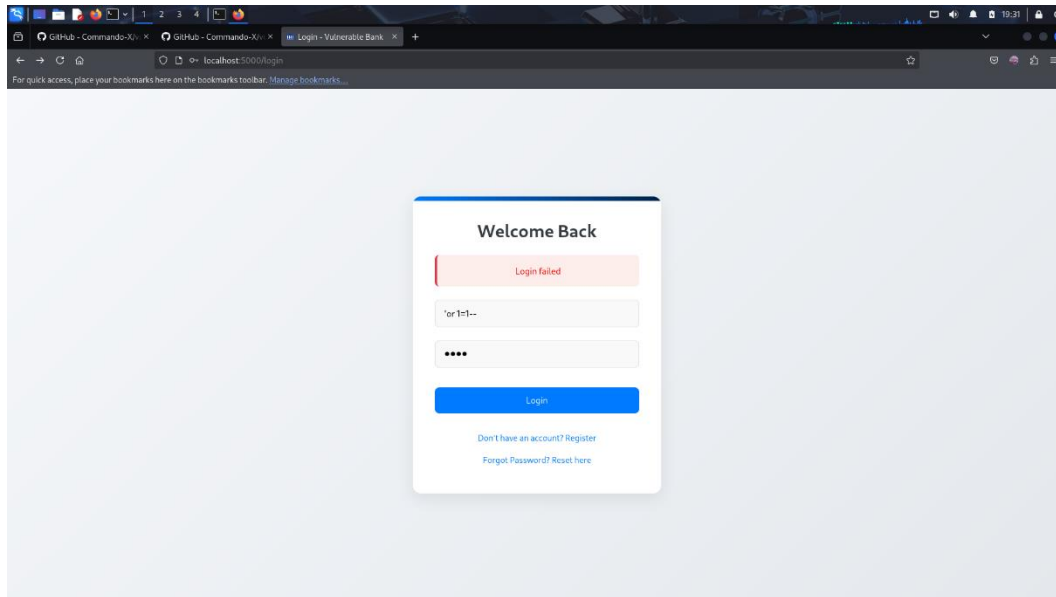 1 2 3 4 19:31
GitHub - Commando-X/v GitHub - Commando-X/v Login - Vulnerable Bank
localhost:5000/login
For quick access, place your bookmarks here on the bookmarks toolbar. Manage bookmarks...
Welcome Back
Login failed
'or 1=1--
Login
Don't have an account? Register
Forgot Password? Reset here